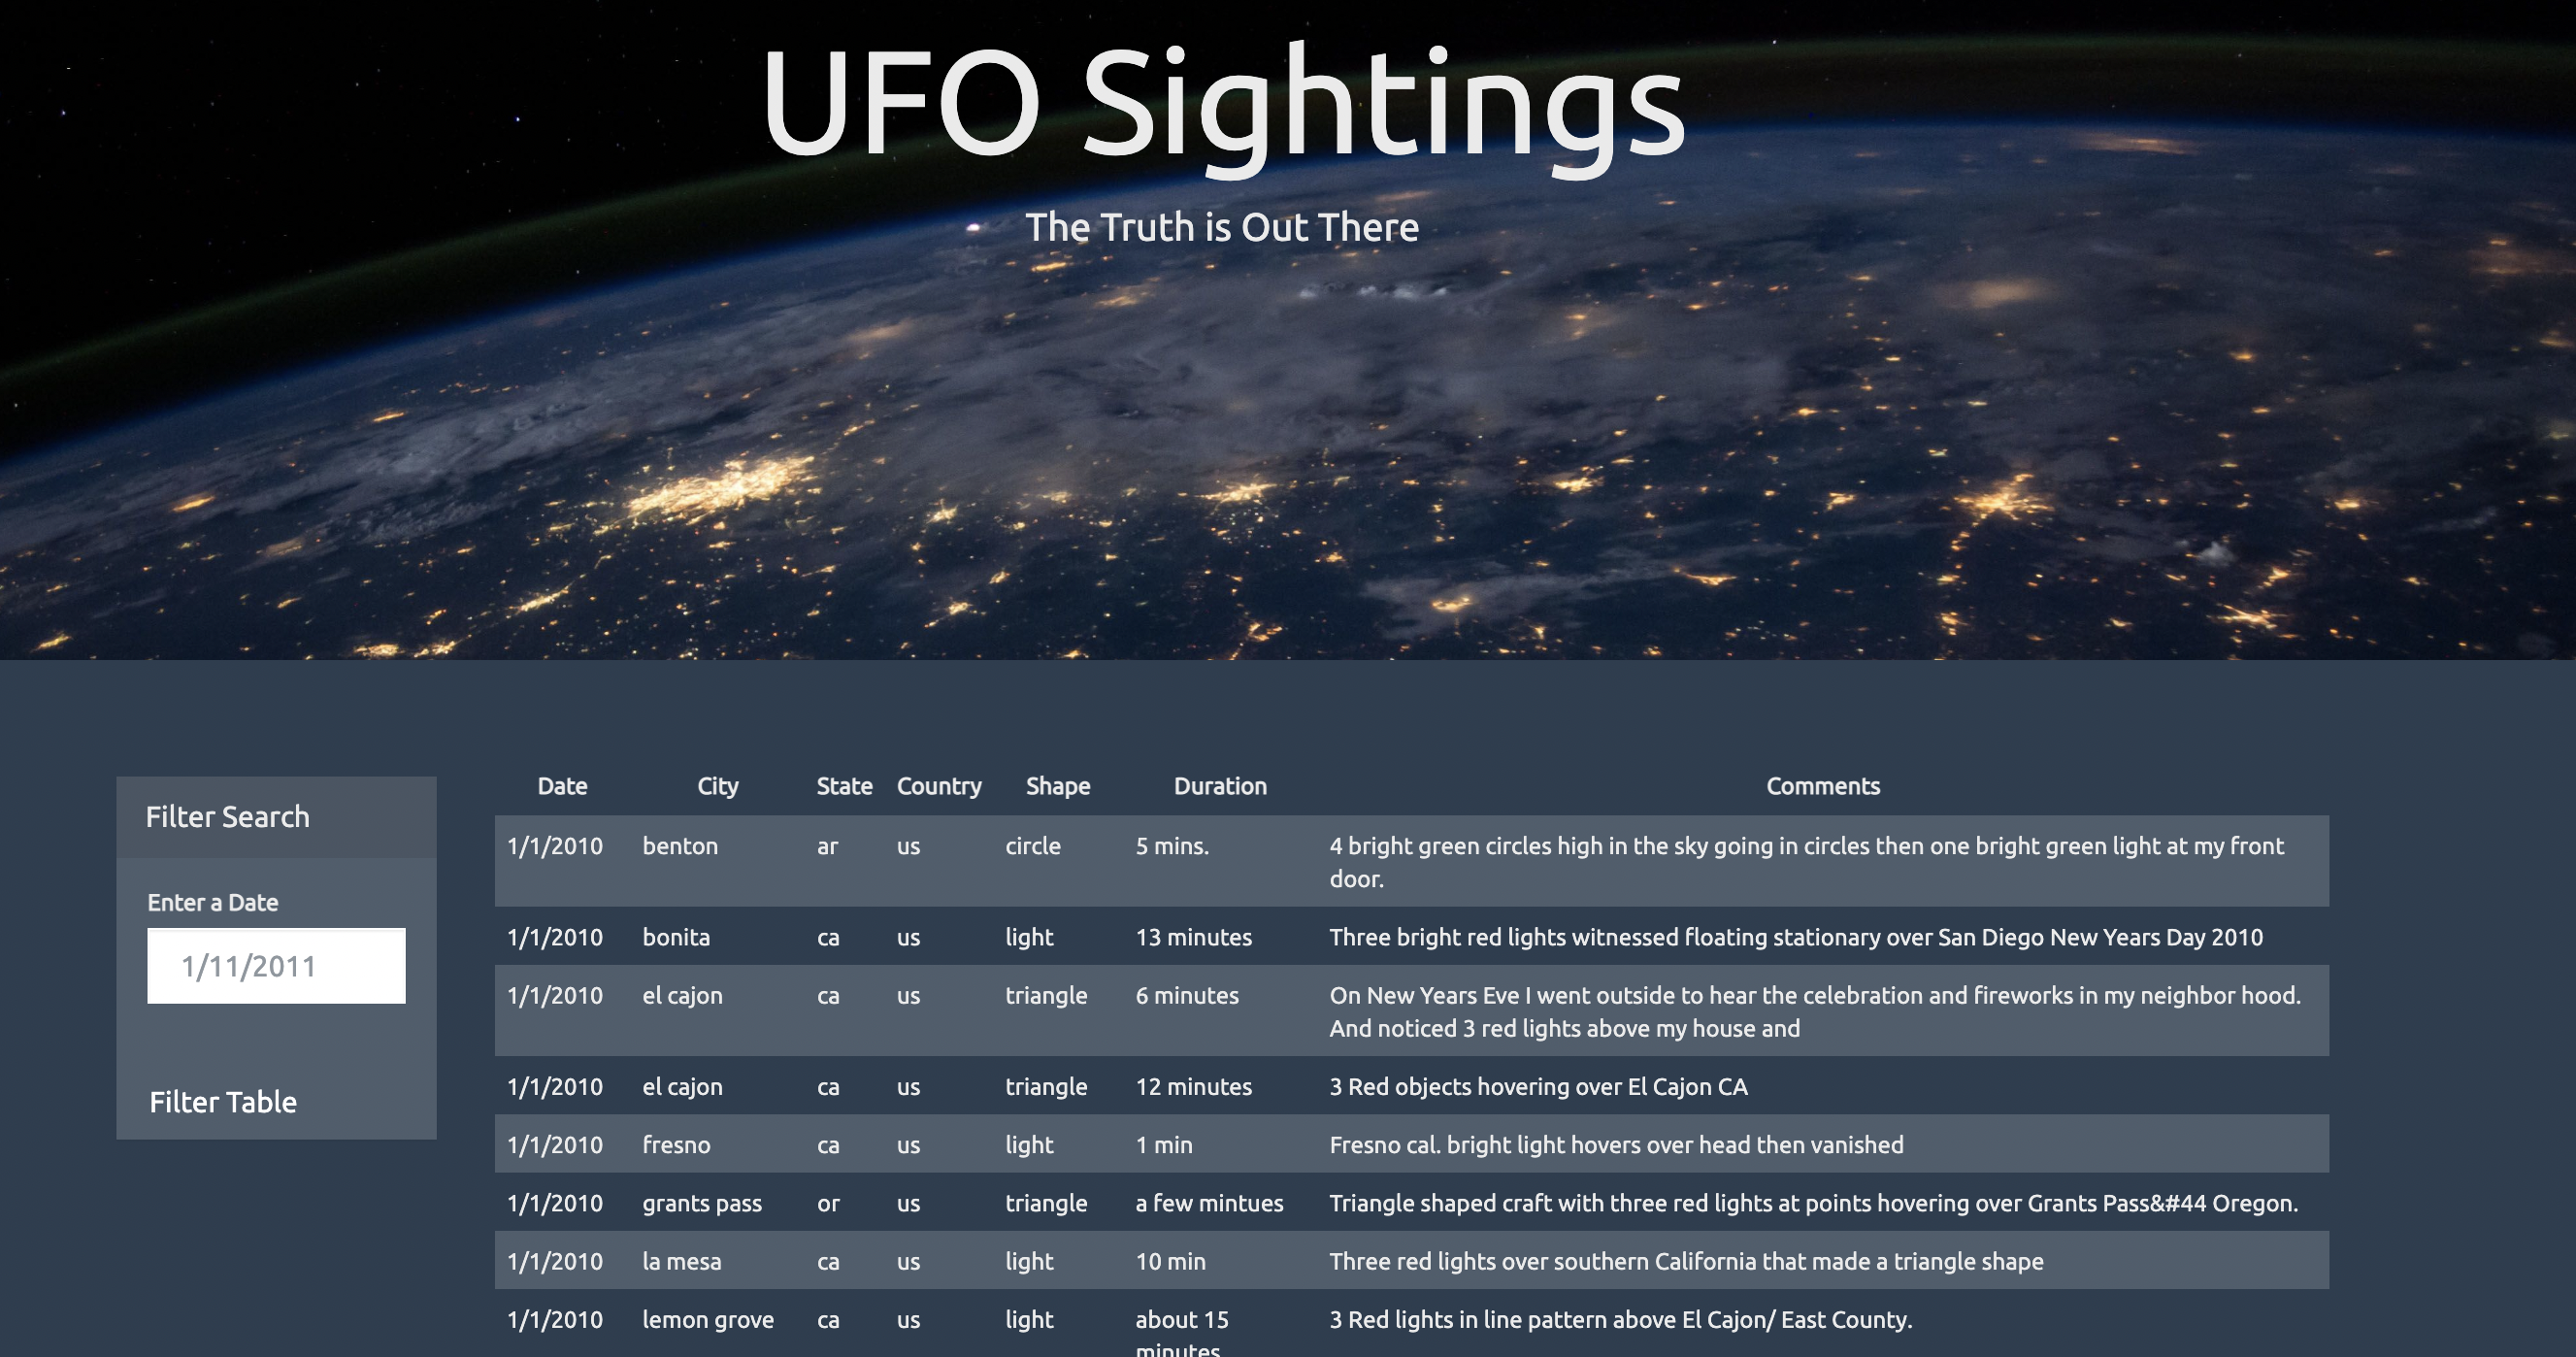 UFO Sightings
The Truth is Out There
Filter Search
Enter a Date
1/11/2011
Filter Table
Date City State Country Shape Duration Comments
1/1/2010 benton ar us circle 5 mins. 4 bright green circles high in the sky going in circles then one bright green light at my front
door.
1/1/2010 bonita ca us light 13 minutes Three bright red lights witnessed floating stationary over San Diego New Years Day 2010
1/1/2010 el cajon ca us triangle 6 minutes On New Years Eve I went outside to hear the celebration and fireworks in my neighbor hood.
And noticed 3 red lights above my house and
1/1/2010 el cajon ca us triangle 12 minutes 3 Red objects hovering over El Cajon CA
1/1/2010 fresno ca us light 1 min Fresno cal. bright light hovers over head then vanished
1/1/2010 grants pass or us triangle a few mintues Triangle shaped craft with three red lights at points hovering over Grants Pass&#44 Oregon.
1/1/2010 la mesa ca us light 10 min Three red lights over southern California that made a triangle shape
1/1/2010 lemon grove ca us light about 15 3 Red lights in line pattern above El Cajon/ East County.
minutes